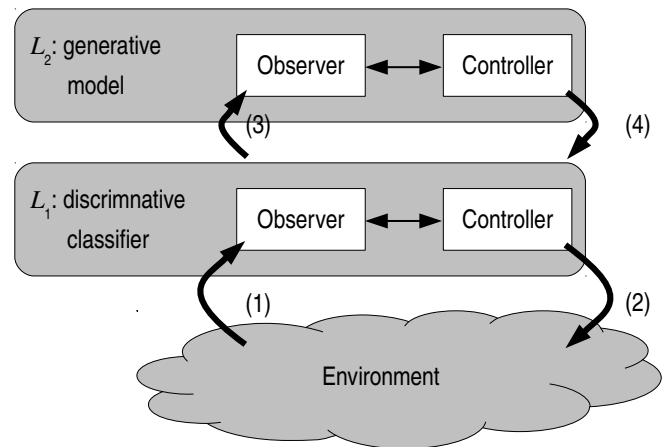 L2: generative
model
Observer
Controller
(3)
(4)
L1: discrimnative
classifier
Observer
Controller
(1)
(2)
Environment